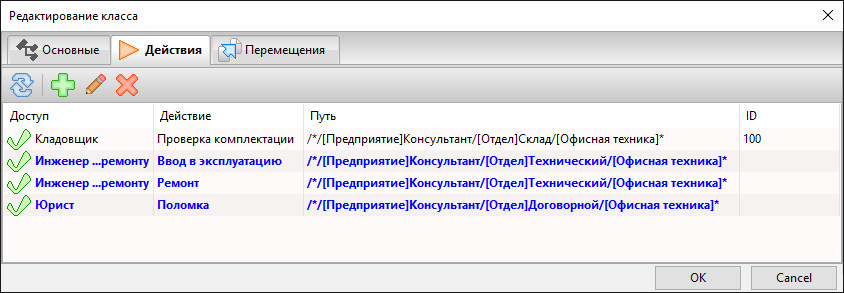 Редактирование класса
Основные Действия Перемещения
Доступ Действие Путь ID
Кладовщик Проверка комплектации /*/[Предприятие]Консультант/[Отдел]Склад/[Офисная техника]* 100
Инженер ...ремонту Ввод в эксплуатацию /*/[Предприятие]Консультант/[Отдел]Технический/[Офисная техника]*
Инженер ...ремонту Ремонт /*/[Предприятие]Консультант/[Отдел]Технический/[Офисная техника]*
Юрист Поломка /*/[Предприятие]Консультант/[Отдел]Договорной/[Офисная техника]*
OK Cancel